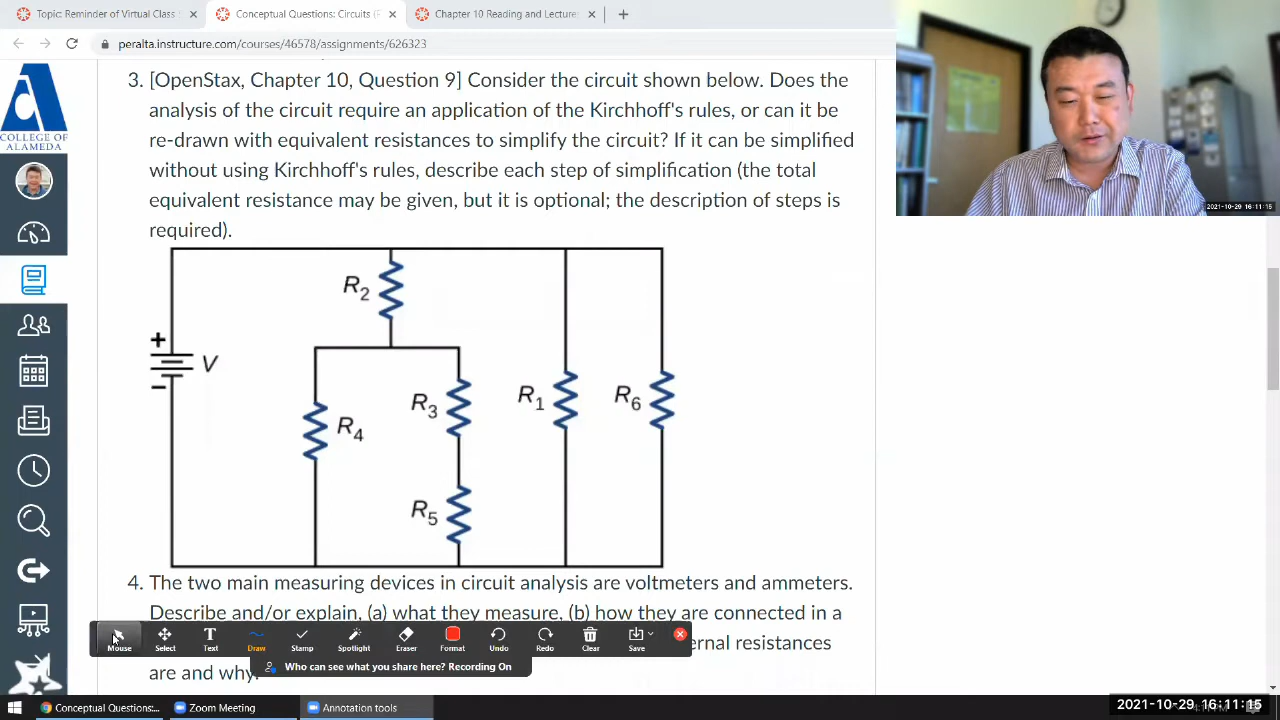 Topic: Reminder of Virtual Class
Conceptual Questions: Circuits (F
Chapter 10 Reading and Lecture
peralta.instructure.com/courses/46578/assignments/626323
COLLEGE OF
ALAMEDA
3. [OpenStax, Chapter 10, Question 9] Consider the circuit shown below. Does the
analysis of the circuit require an application of the Kirchhoff's rules, or can it be
re-drawn with equivalent resistances to simplify the circuit? If it can be simplified
without using Kirchhoff's rules, describe each step of simplification (the total
equivalent resistance may be given, but it is optional; the description of steps is
required).
R2
+
V
−
R3
R1
R6
R4
R5
4. The two main measuring devices in circuit analysis are voltmeters and ammeters.
Describe and/or explain, (a) what they measure, (b) how they are connected in a
ernal resistances
are and why.
Mouse
Select
Text
Draw
Stamp
Spotlight
Eraser
Format
Undo
Redo
Clear
Save
Who can see what you share here? Recording On
Conceptual Questions:...
Zoom Meeting
Annotation tools
2021-10-29 16:11:15
2021-10-29 16:11:15